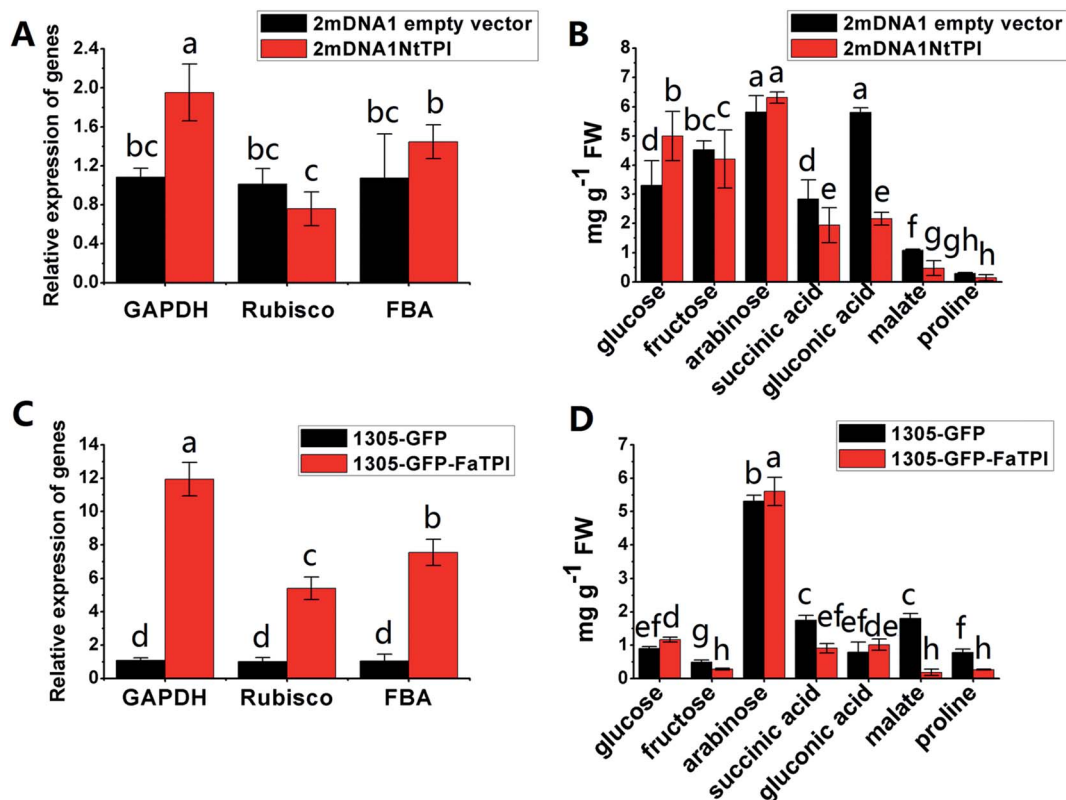 A
2mDNA1 empty vector
2mDNA1NtTPI
Relative expression of genes
2.4
2.0
1.6
1.2
0.8
0.4
0.0
bc
a
bc
c
bc
b
GAPDH
Rubisco
FBA
B
2mDNA1 empty vector
2mDNA1NtTPI
mg g⁻¹ FW
8
7
6
5
4
3
2
1
0
d
b
bc
c
a
a
d
e
a
e
f
g
gh
h
glucose
fructose
arabinose
succinic acid
gluconic acid
malate
proline
C
1305-GFP
1305-GFP-FaTPI
Relative expression of genes
14
12
10
8
6
4
2
0
d
a
d
c
d
b
GAPDH
Rubisco
FBA
D
1305-GFP
1305-GFP-FaTPI
mg g⁻¹ FW
7
6
5
4
3
2
1
0
ef
d
g
h
b
a
c
ef
ef
de
c
h
f
h
glucose
fructose
arabinose
succinic acid
gluconic acid
malate
proline